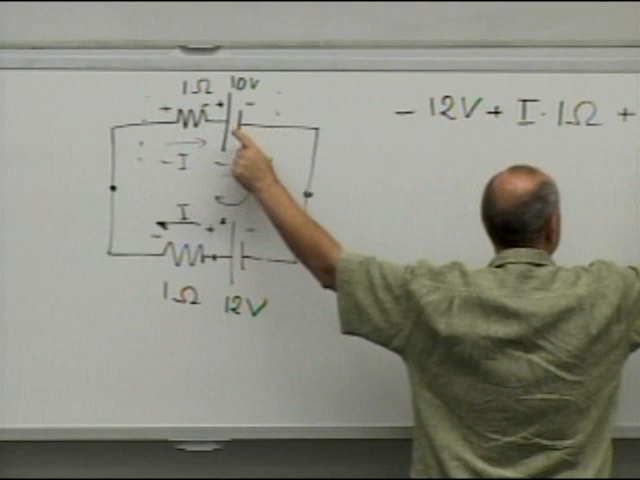 1Ω 10V
+ - + -
- 12V + I · 1Ω +
- I -
I
- + + -
1Ω 12V